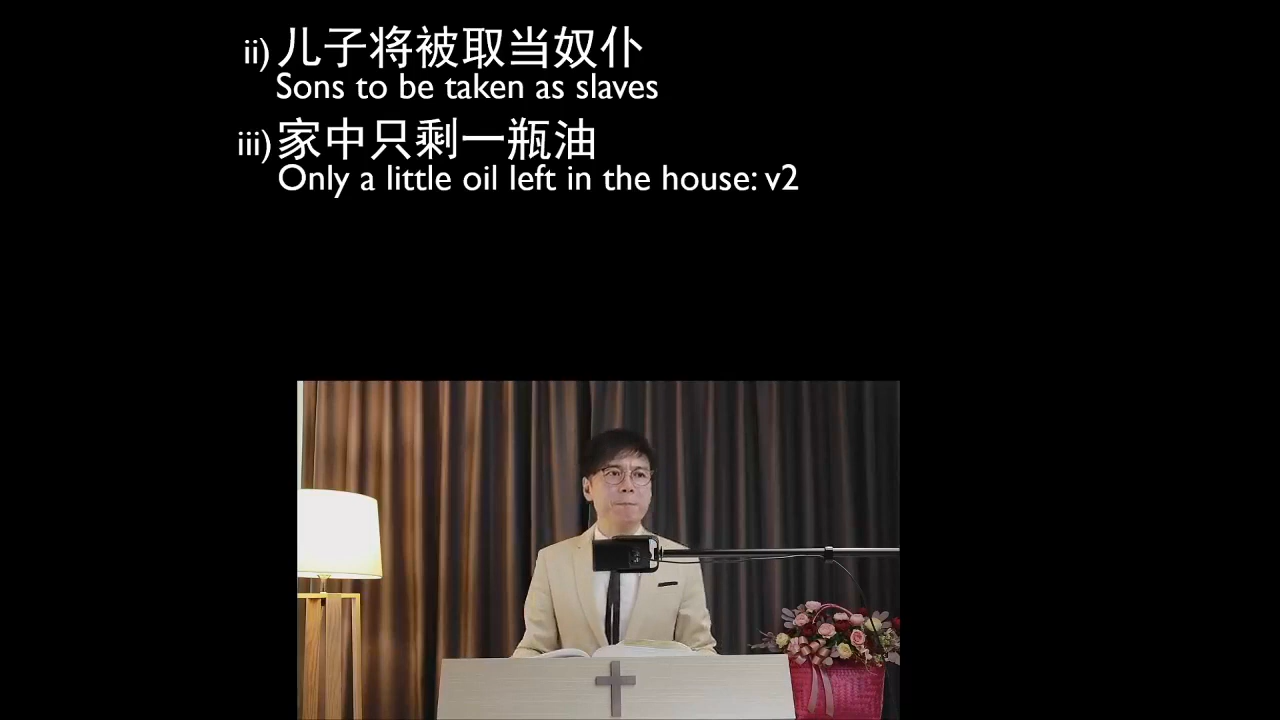 ii) 儿子将被取当奴仆
Sons to be taken as slaves
iii) 家中只剩一瓶油
Only a little oil left in the house: v2